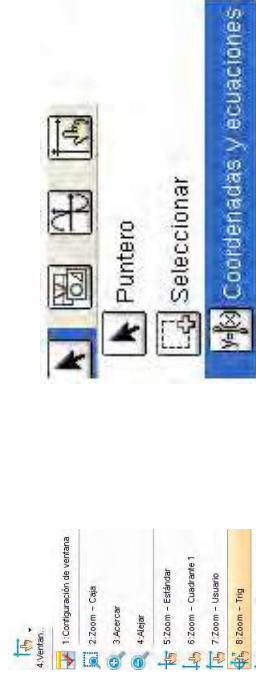 4:Ventan..
1:Configuración de ventana
2:Zoom – Caja
3:Acercar
4:Alejar
5:Zoom – Estándar
6:Zoom – Cuadrante 1
7:Zoom – Usuario
8:Zoom – Trig
Puntero
Seleccionar
y=f(x) Coordenadas y ecuaciones